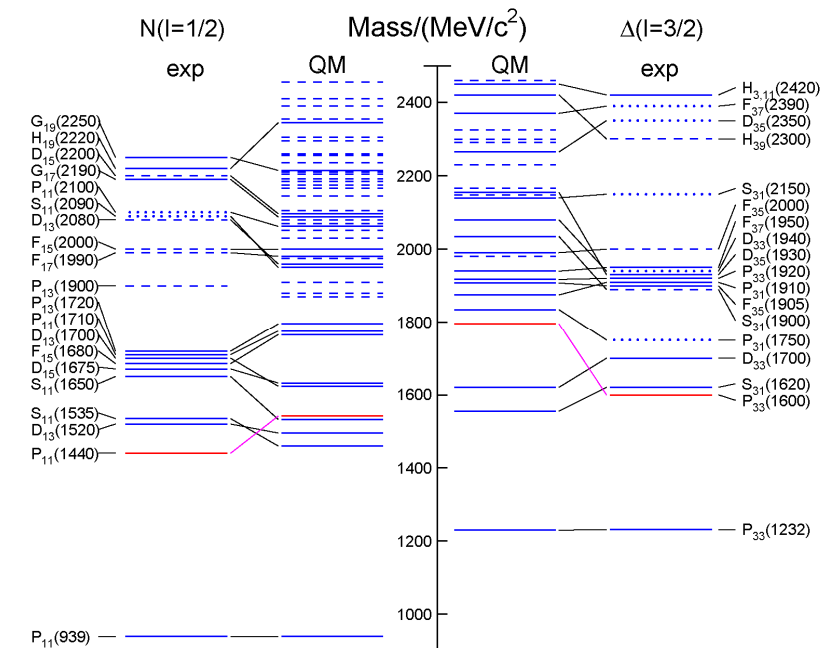 N(I=1/2)
Mass/(MeV/c²)
Δ(I=3/2)
exp
QM
QM
exp
G₁₉(2250)
H₁₉(2220)
D₁₅(2200)
G₁₇(2190)
P₁₁(2100)
S₁₁(2090)
D₁₃(2080)
F₁₅(2000)
F₁₇(1990)
P₁₃(1900)
P₁₃(1720)
P₁₁(1710)
D₁₃(1700)
F₁₅(1680)
D₁₅(1675)
S₁₁(1650)
S₁₁(1535)
D₁₃(1520)
P₁₁(1440)
P₁₁(939)
2400
2200
2000
1800
1600
1400
1200
1000
H₃,₁₁(2420)
F₃₇(2390)
D₃₅(2350)
H₃₉(2300)
S₃₁(2150)
F₃₅(2000)
F₃₇(1950)
D₃₃(1940)
D₃₅(1930)
P₃₃(1920)
P₃₁(1910)
F₃₅(1905)
S₃₁(1900)
P₃₁(1750)
D₃₃(1700)
S₃₁(1620)
P₃₃(1600)
P₃₃(1232)